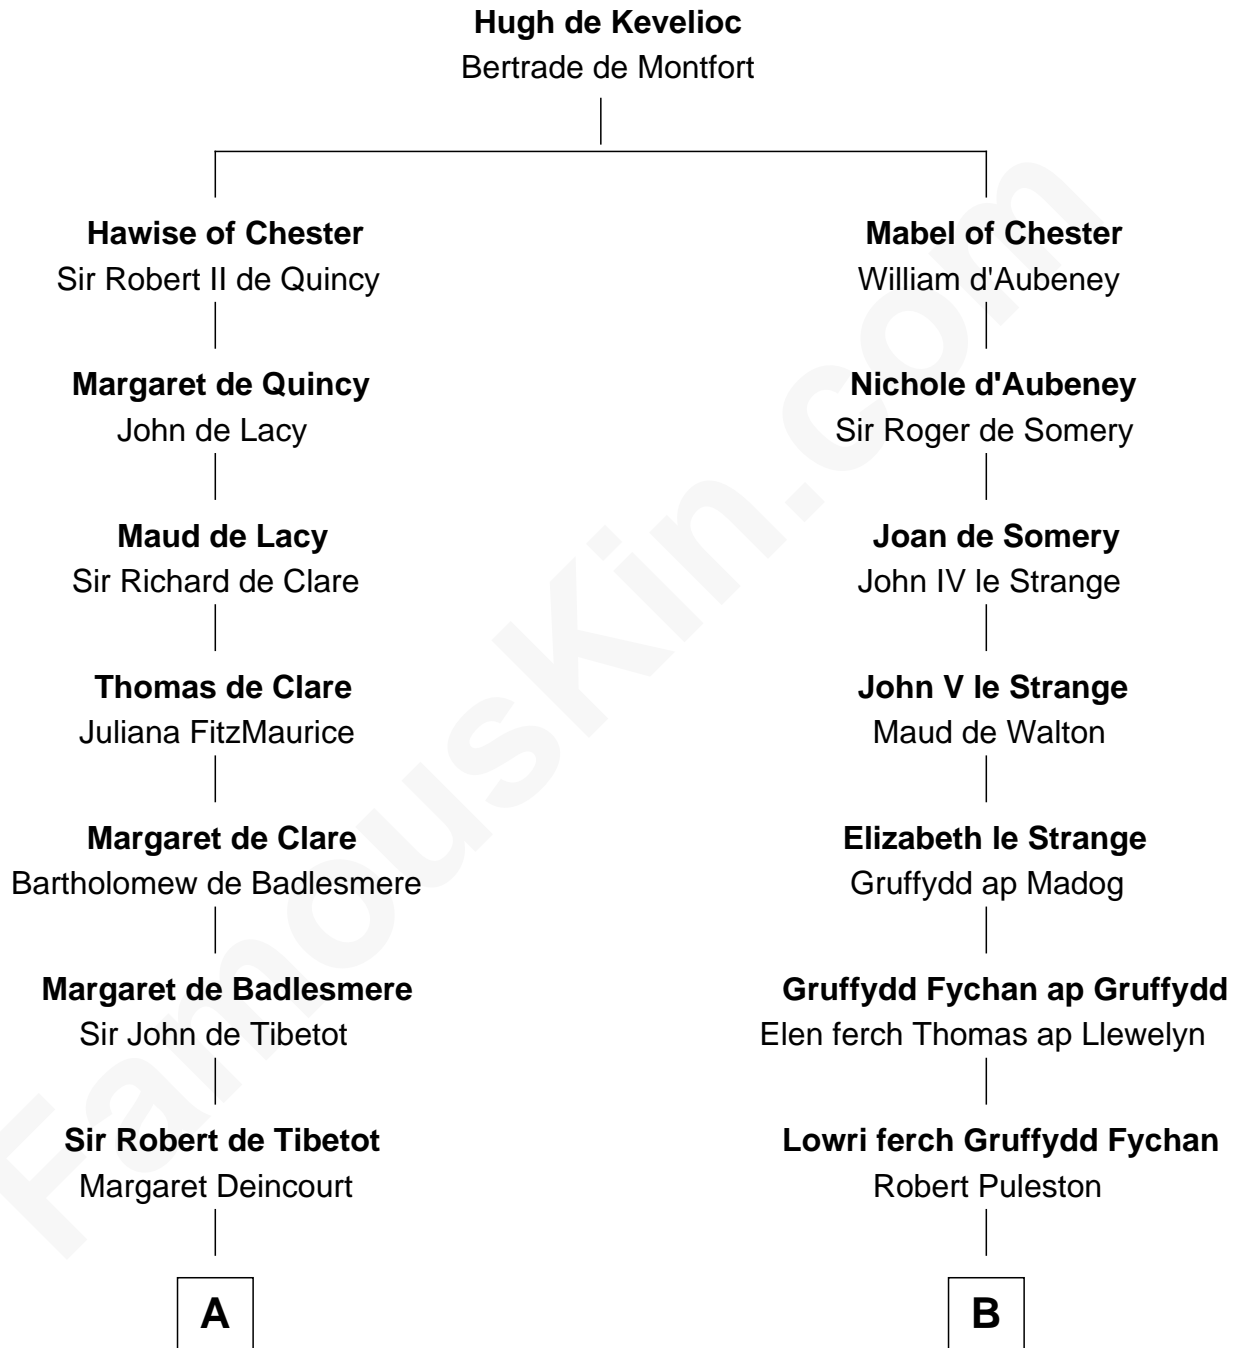 Hugh de Kevelioc
Bertrade de Montfort
Hawise of Chester
Sir Robert II de Quincy
Mabel of Chester
William d'Aubeney
Margaret de Quincy
John de Lacy
Nichole d'Aubeney
Sir Roger de Somery
Maud de Lacy
Sir Richard de Clare
Joan de Somery
John IV le Strange
Thomas de Clare
Juliana FitzMaurice
John V le Strange
Maud de Walton
Margaret de Clare
Bartholomew de Badlesmere
Elizabeth le Strange
Gruffydd ap Madog
Margaret de Badlesmere
Sir John de Tibetot
Gruffydd Fychan ap Gruffydd
Elen ferch Thomas ap Llewelyn
Sir Robert de Tibetot
Margaret Deincourt
Lowri ferch Gruffydd Fychan
Robert Puleston
A
B
FamousKin.com